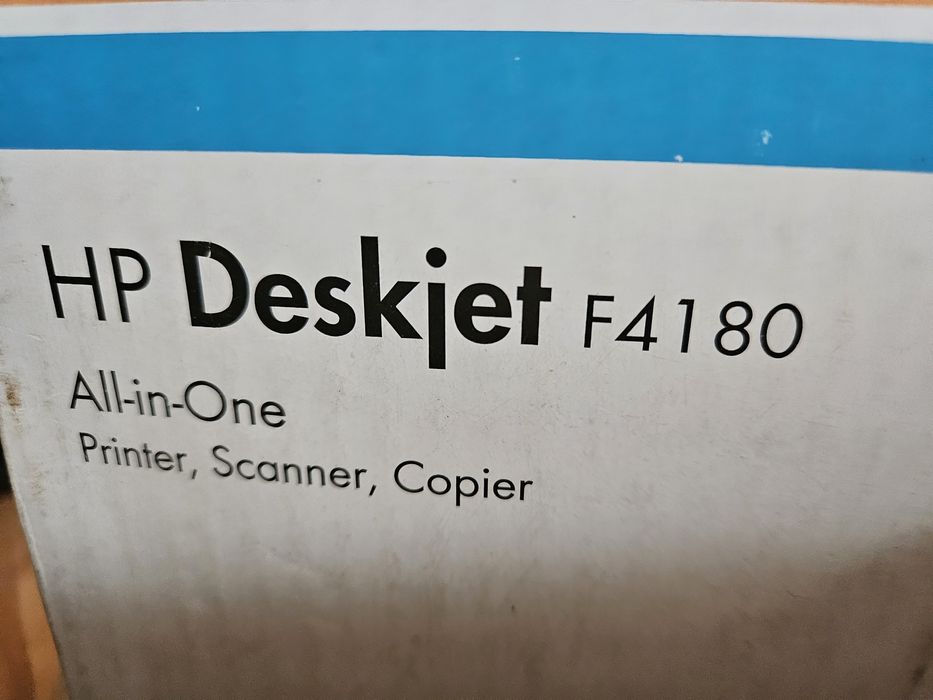 HP Deskjet F4180
All-in-One
Printer, Scanner, Copier